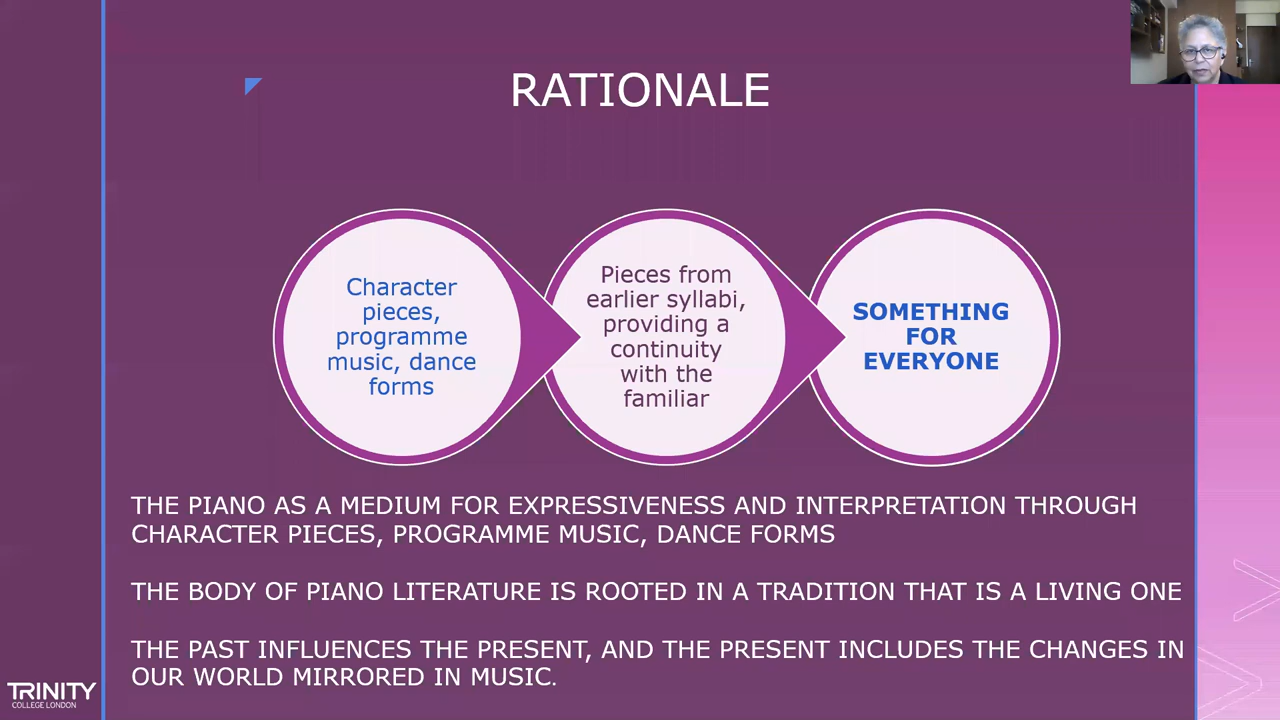 RATIONALE
Character
pieces,
programme
music, dance
forms
Pieces from
earlier syllabi,
providing a
continuity
with the
familiar
SOMETHING
FOR
EVERYONE
THE PIANO AS A MEDIUM FOR EXPRESSIVENESS AND INTERPRETATION THROUGH
CHARACTER PIECES, PROGRAMME MUSIC, DANCE FORMS
THE BODY OF PIANO LITERATURE IS ROOTED IN A TRADITION THAT IS A LIVING ONE
THE PAST INFLUENCES THE PRESENT, AND THE PRESENT INCLUDES THE CHANGES IN
OUR WORLD MIRRORED IN MUSIC.
TRINITY
COLLEGE LONDON